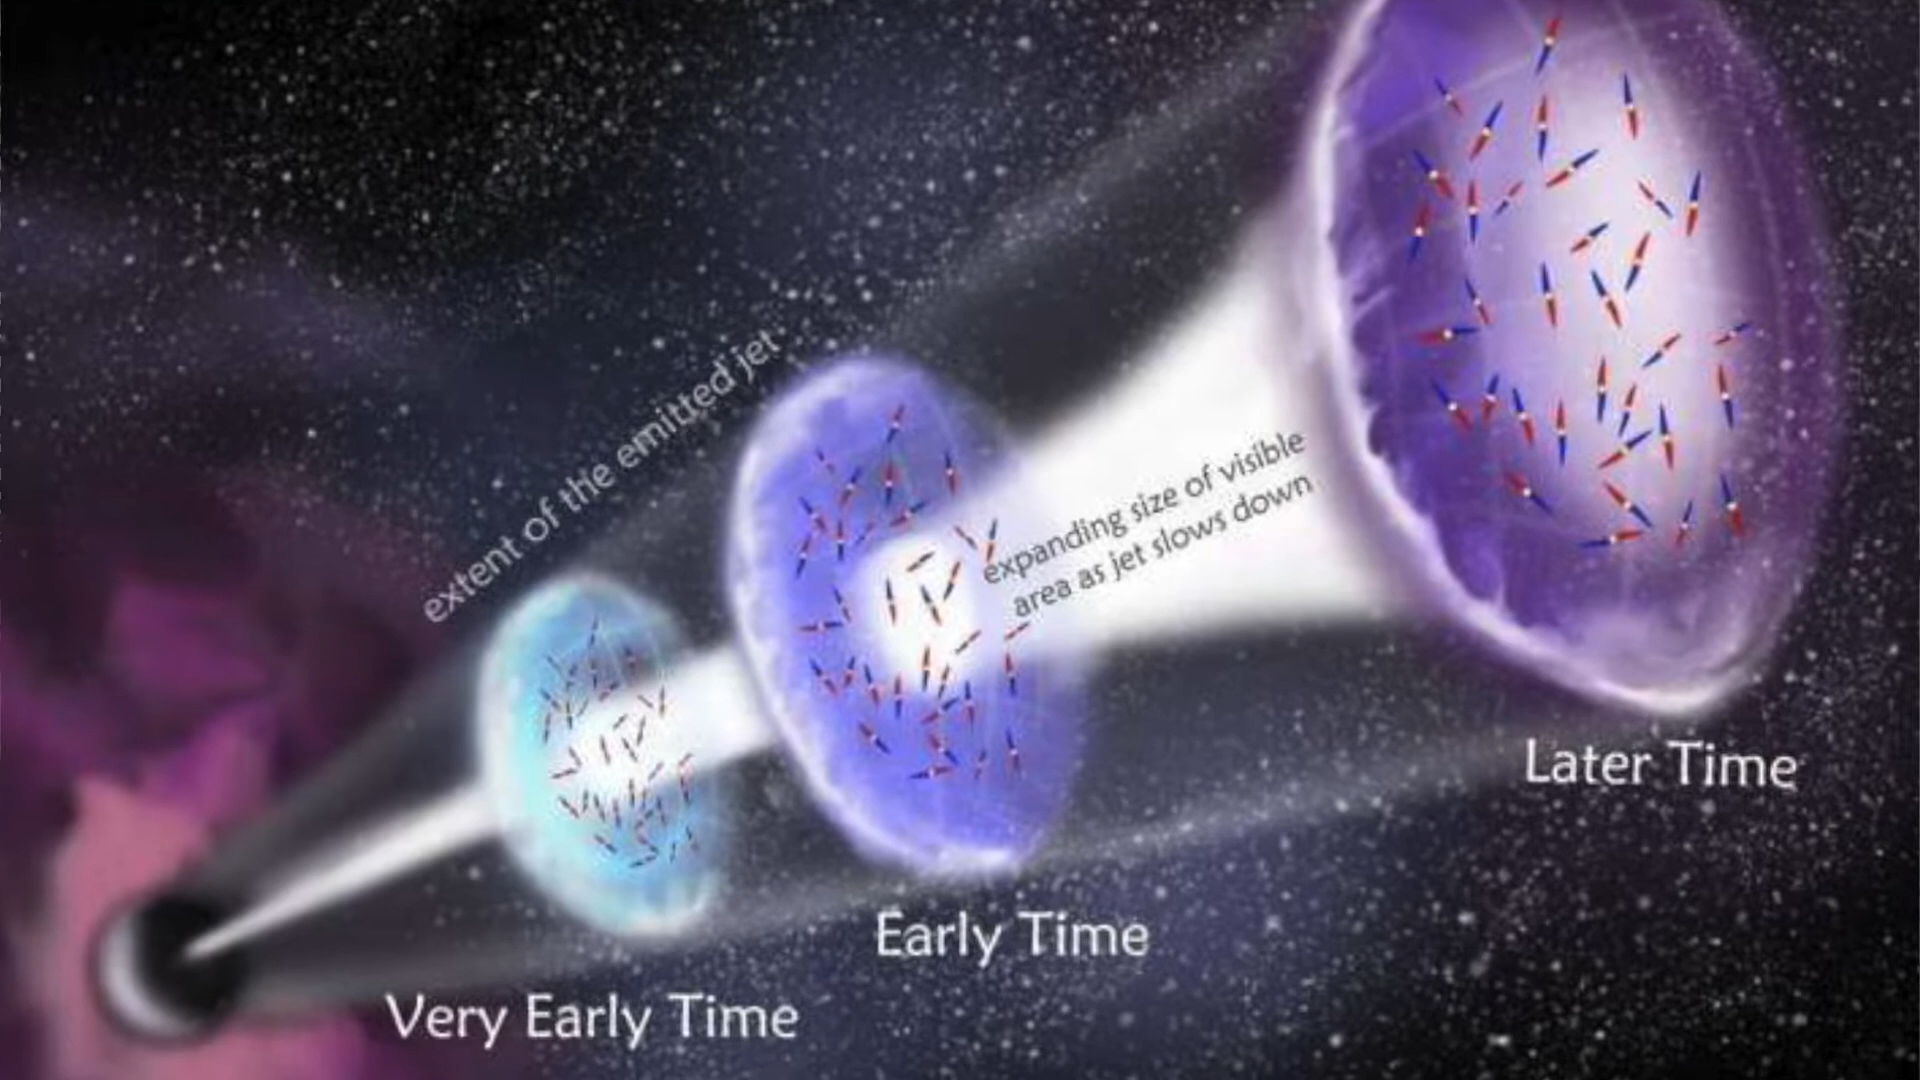 extent of the emitted jet
expanding size of visible
area as jet slows down
Later Time
Early Time
Very Early Time